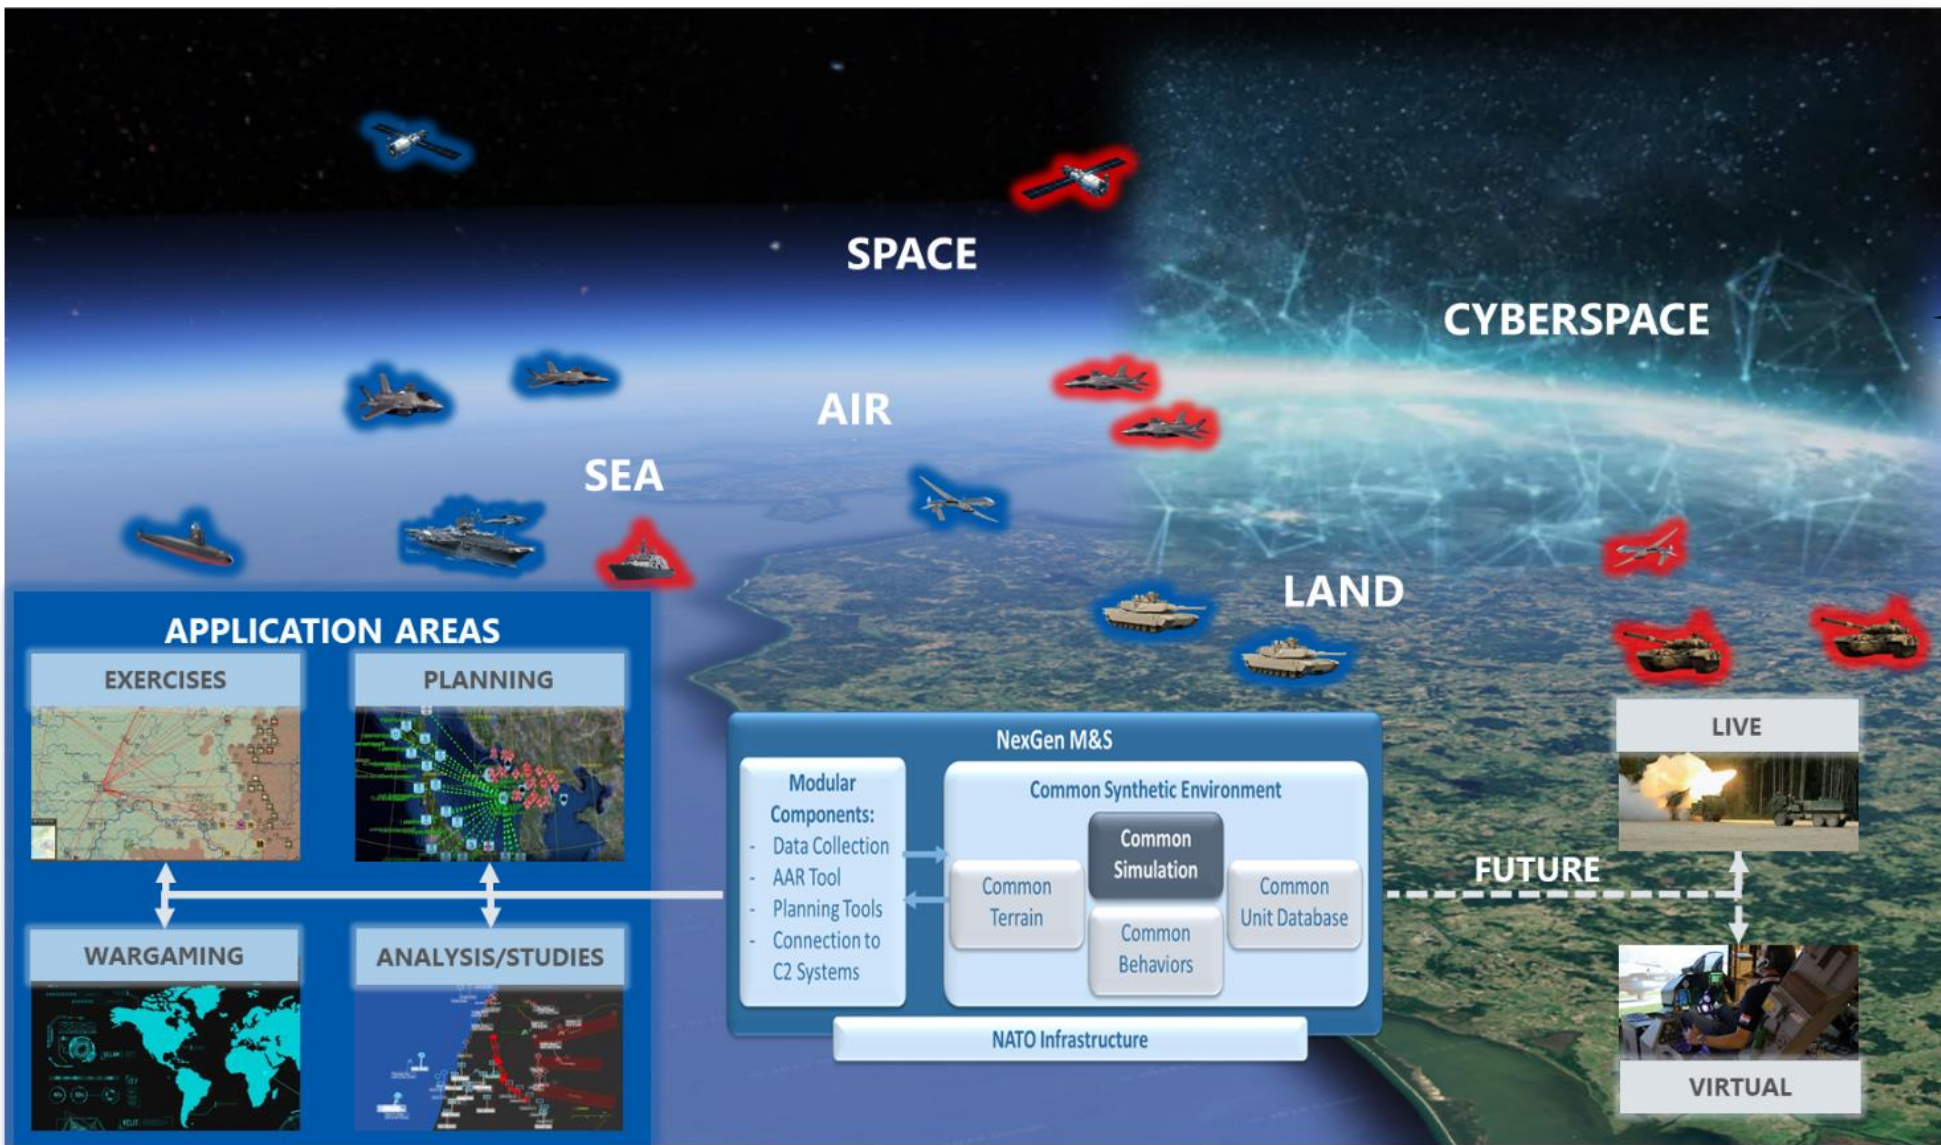 SPACE
CYBERSPACE
AIR
SEA
LAND
APPLICATION AREAS
EXERCISES
PLANNING
WARGAMING
ANALYSIS/STUDIES
NexGen M&S
Modular
Components:
- Data Collection
- AAR Tool
- Planning Tools
- Connection to
C2 Systems
Common Synthetic Environment
Common
Simulation
Common
Terrain
Common
Behaviors
Common
Unit Database
NATO Infrastructure
FUTURE
LIVE
VIRTUAL